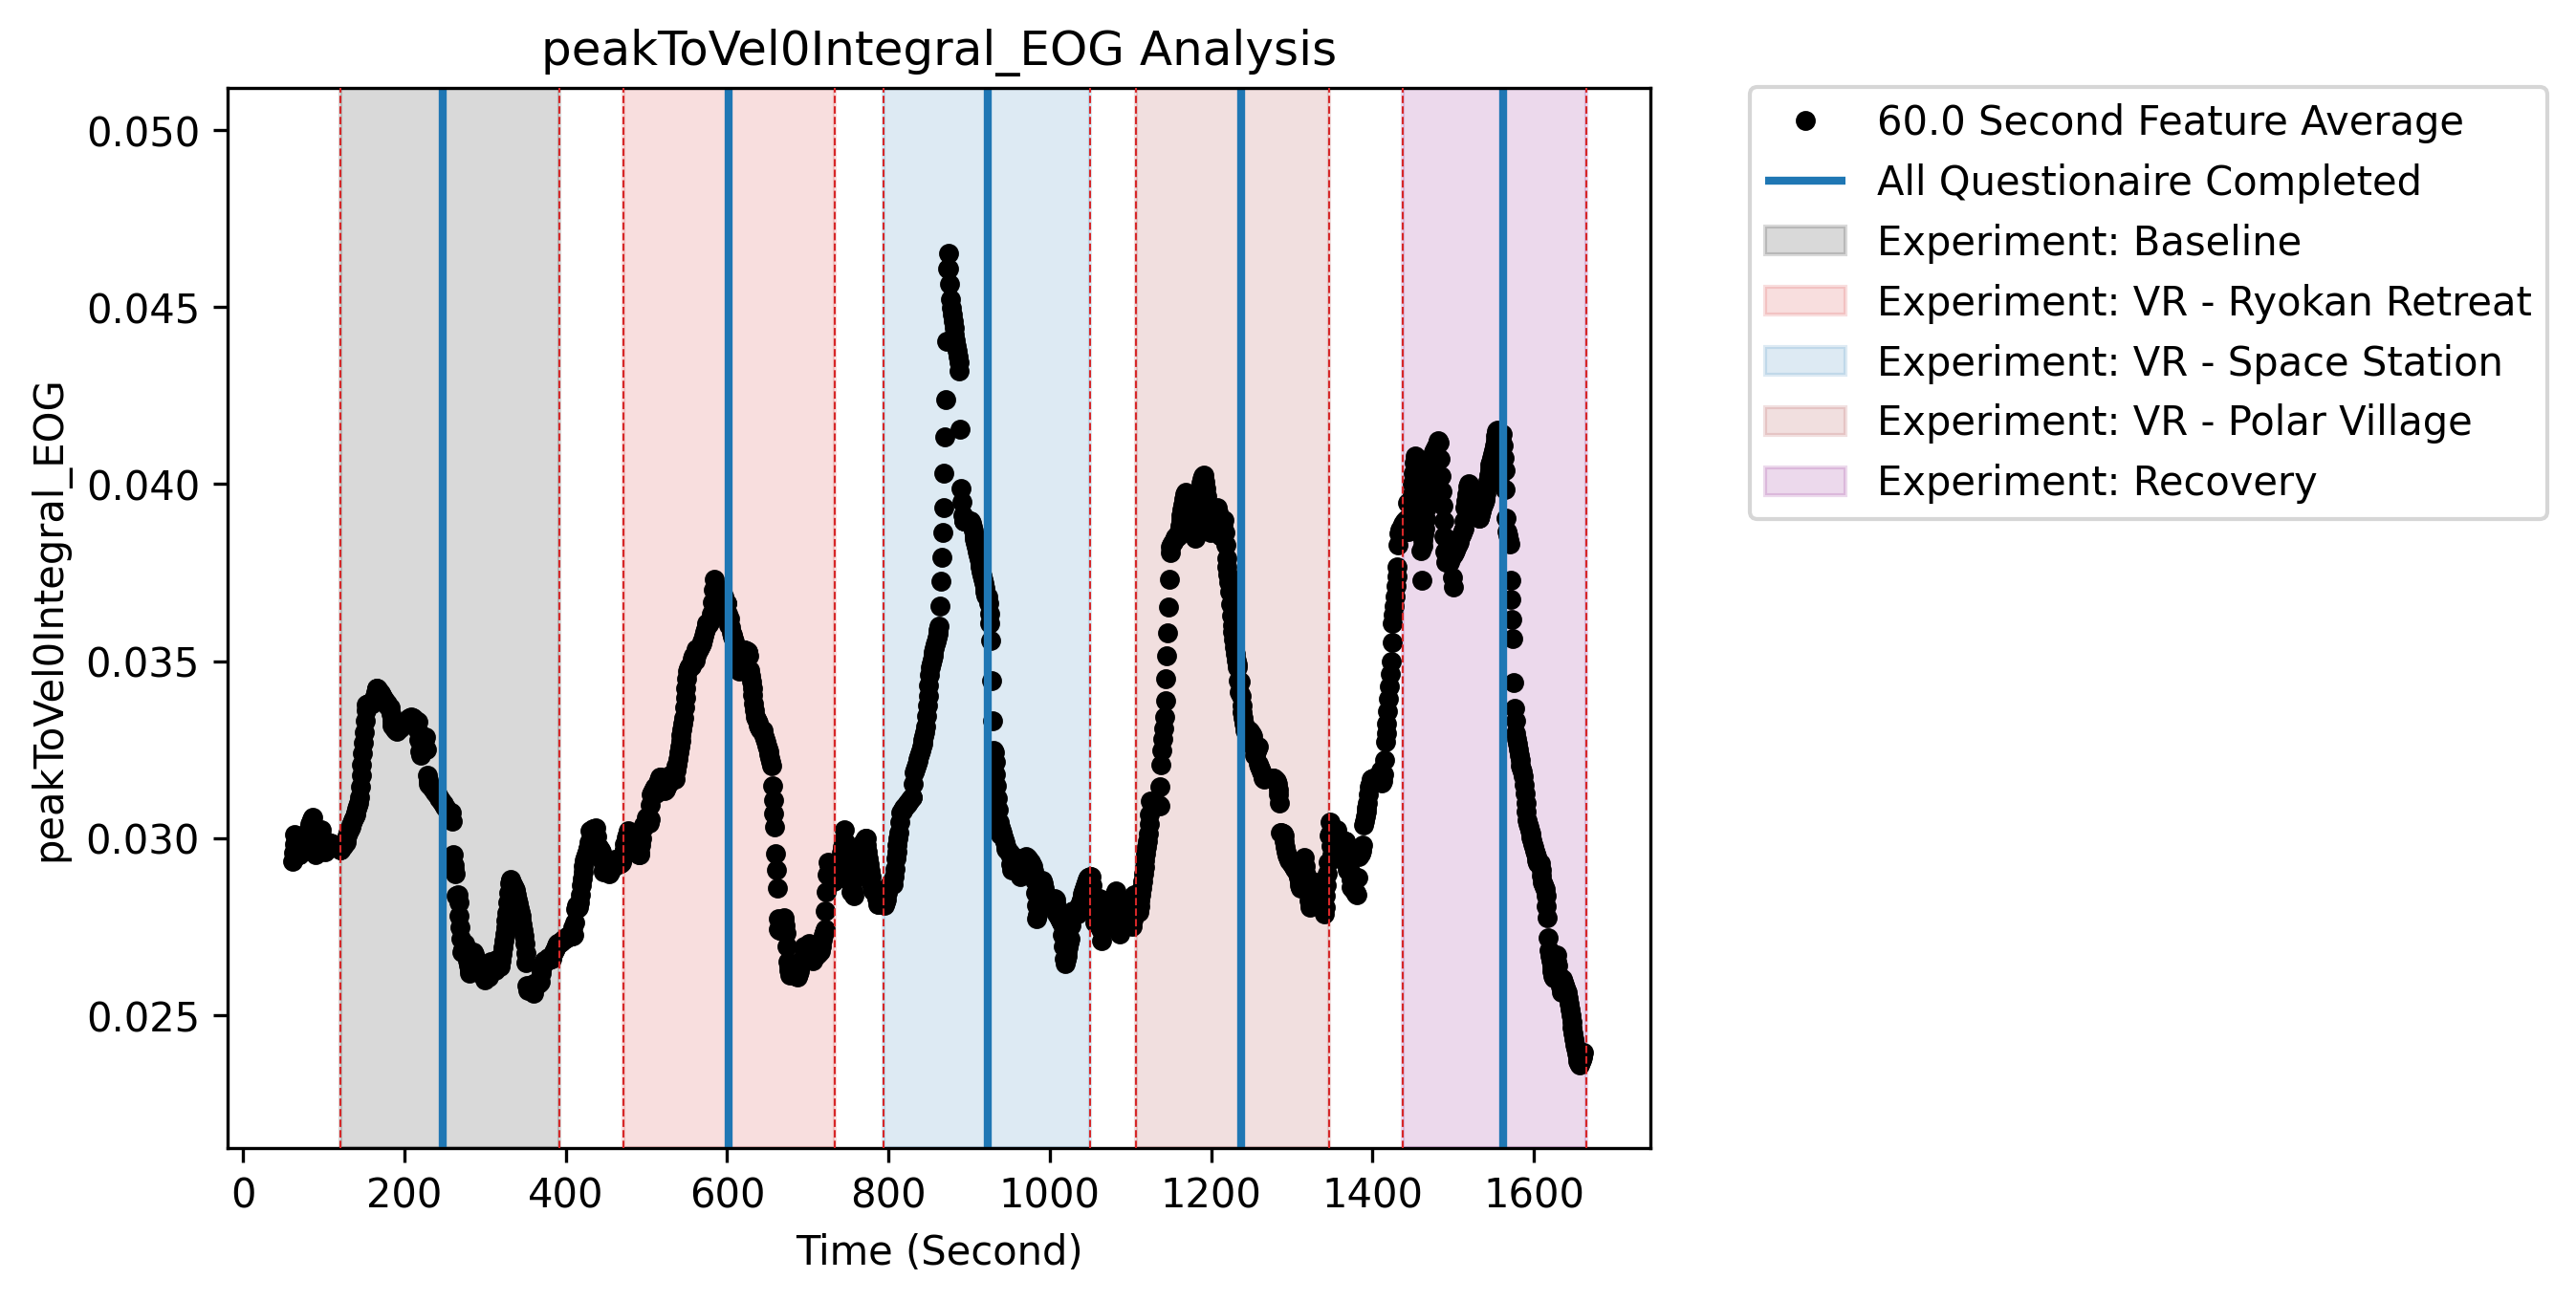 peakToVel0Integral_EOG Analysis
peakToVel0Integral_EOG
0.050
0.045
0.040
0.035
0.030
0.025
0 200 400 600 800 1000 1200 1400 1600
Time (Second)
60.0 Second Feature Average
All Questionaire Completed
Experiment: Baseline
Experiment: VR - Ryokan Retreat
Experiment: VR - Space Station
Experiment: VR - Polar Village
Experiment: Recovery